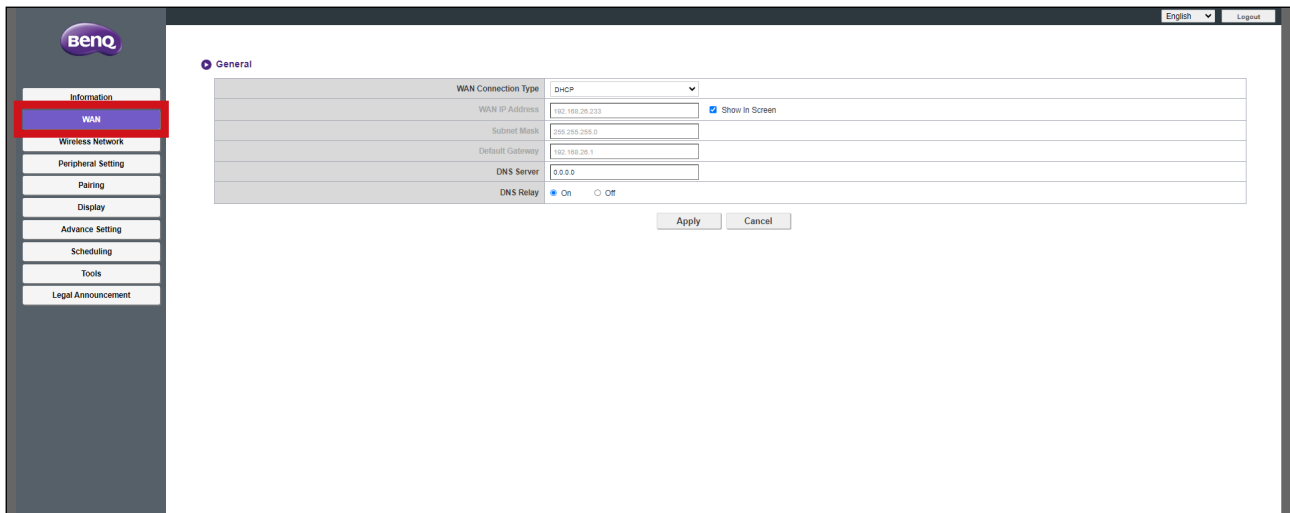 English Logout
BenQ
General
Information
WAN
Wireless Network
Peripheral Setting
Pairing
Display
Advance Setting
Scheduling
Tools
Legal Announcement
WAN Connection Type DHCP
WAN IP Address 192.168.26.233 Show In Screen
Subnet Mask 255.255.255.0
Default Gateway 192.168.26.1
DNS Server 0.0.0.0
DNS Relay On Off
Apply Cancel